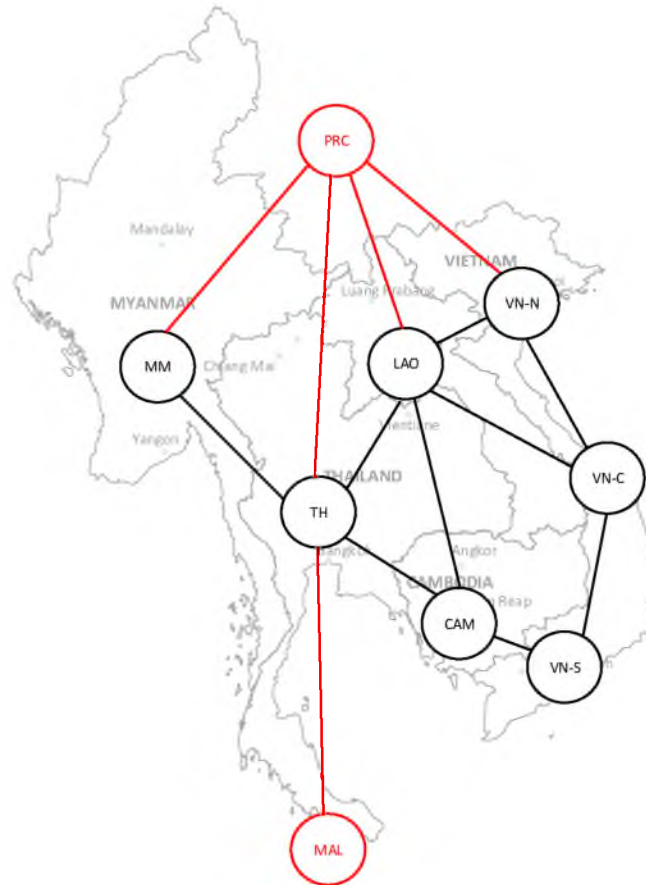 PRC
Mandalay
VIETNAM
Luang Prabang
MYANMAR
VN-N
MM
Chiang Mai
LAO
Vientiane
Yangon
THAILAND
VN-C
TH
Angkor
CAMBODIA
Reap
CAM
VN-S
MAL